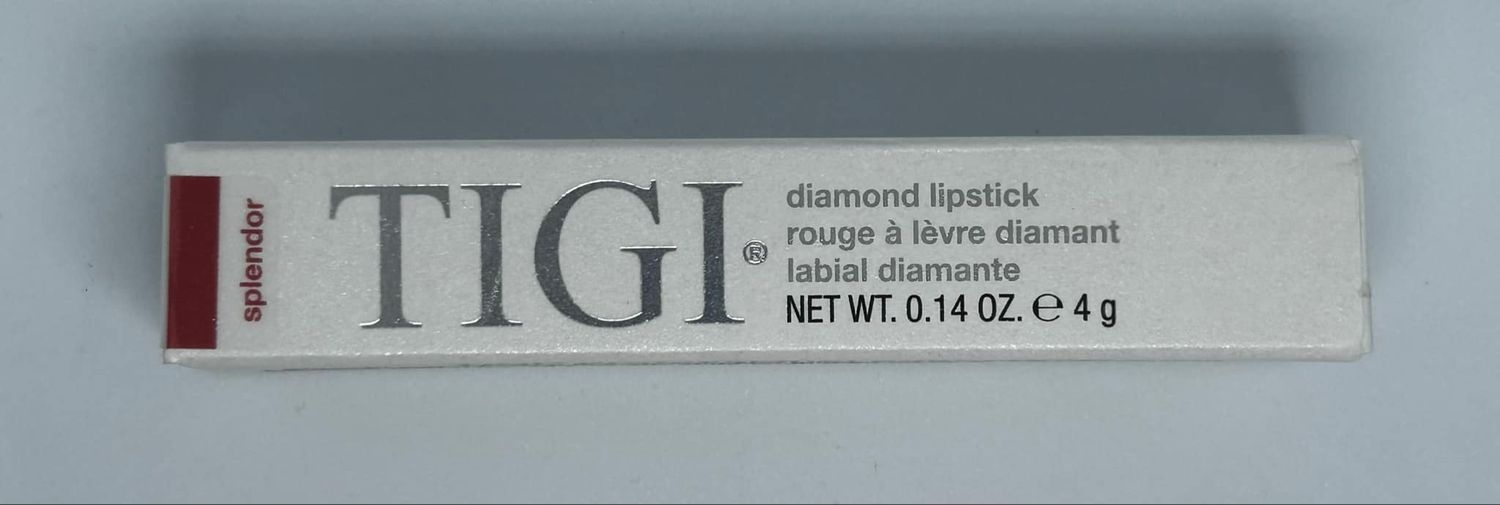 splendor
TIGI®
diamond lipstick
rouge à lèvre diamant
labial diamante
NET WT. 0.14 OZ. ℮ 4 g